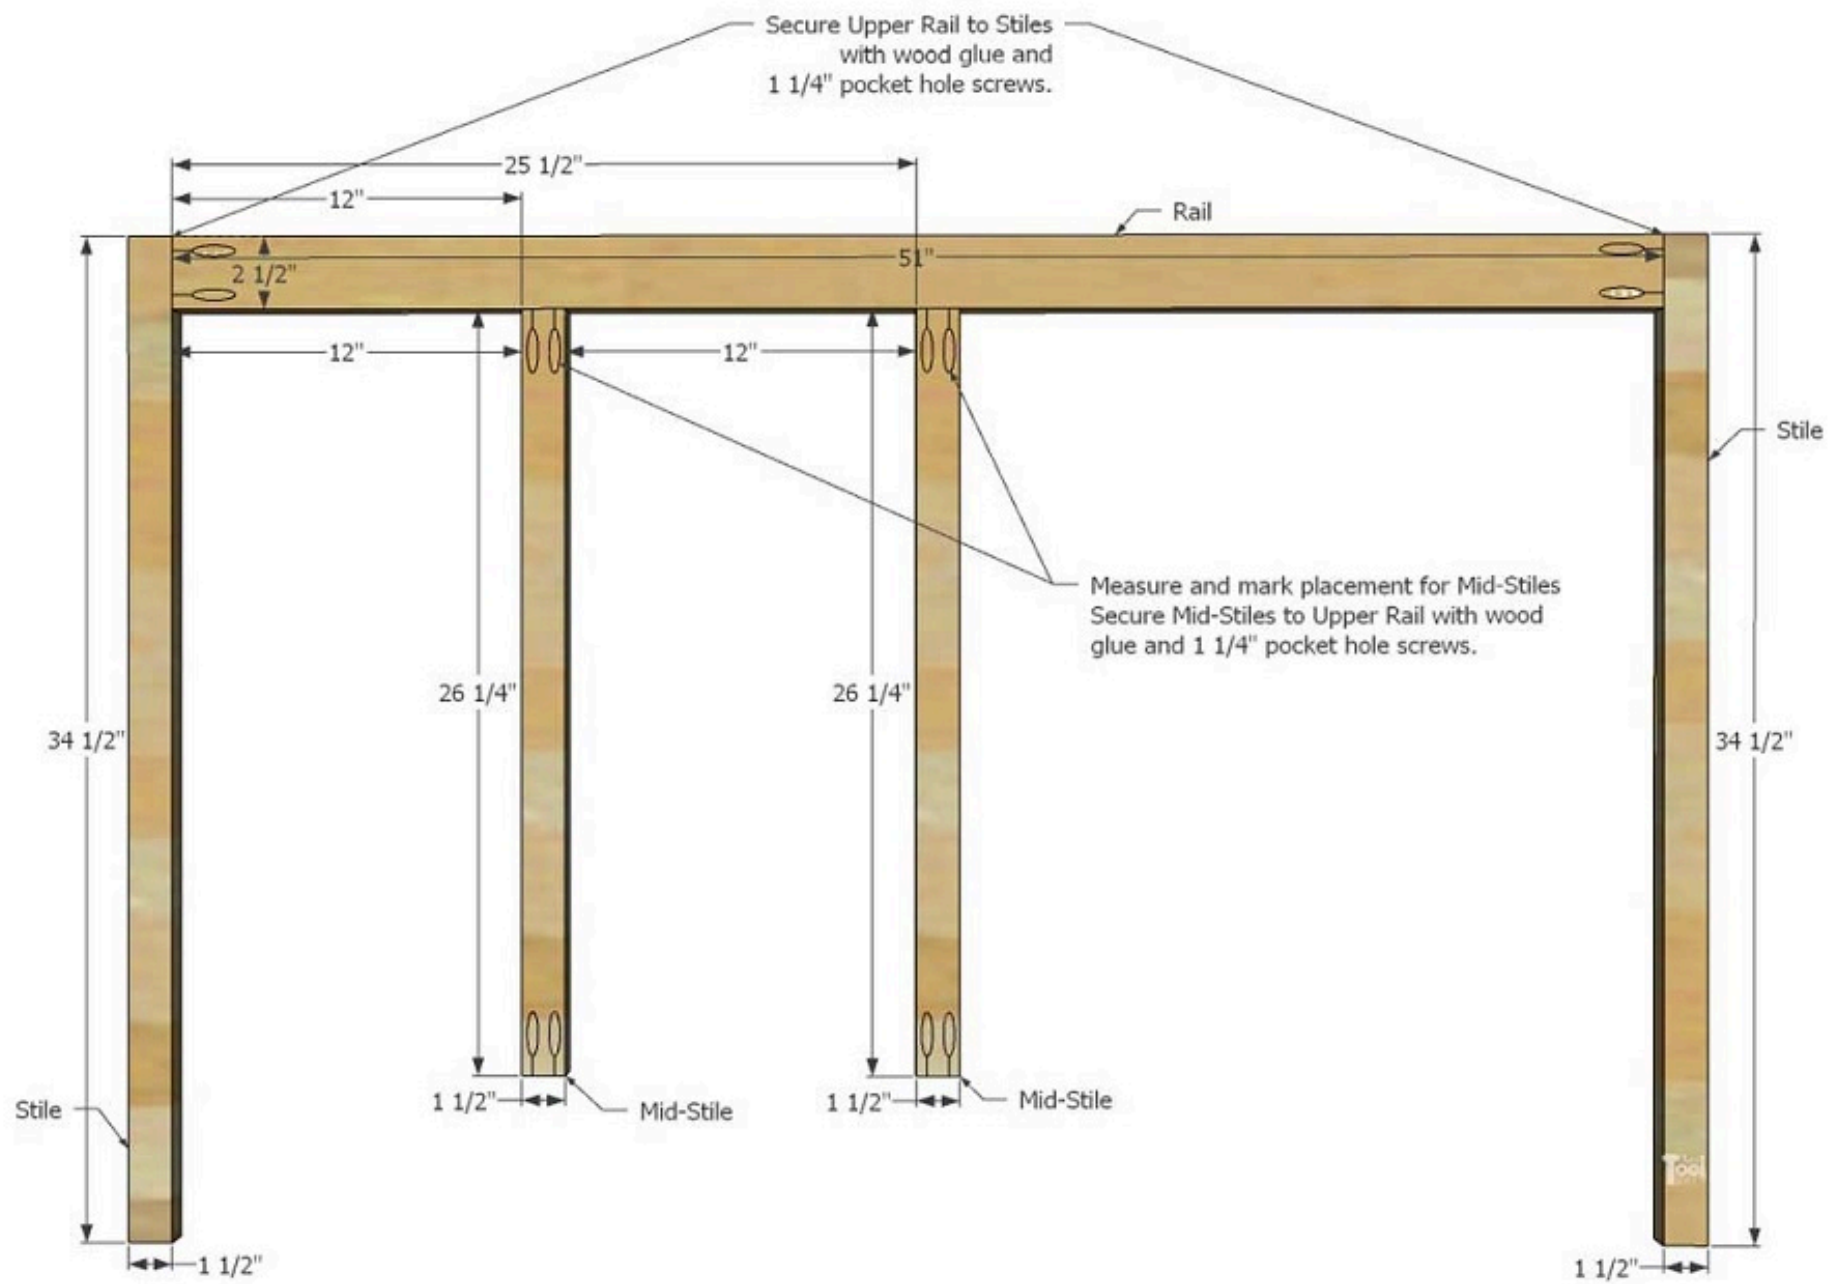 Secure Upper Rail to Stiles
with wood glue and
1 1/4" pocket hole screws.
25 1/2"
12"
Rail
51"
2 1/2"
12"
12"
Stile
Measure and mark placement for Mid-Stiles
Secure Mid-Stiles to Upper Rail with wood
glue and 1 1/4" pocket hole screws.
26 1/4"
26 1/4"
34 1/2"
34 1/2"
1 1/2"
Mid-Stile
1 1/2"
Mid-Stile
Stile
Tool
1 1/2"
1 1/2"